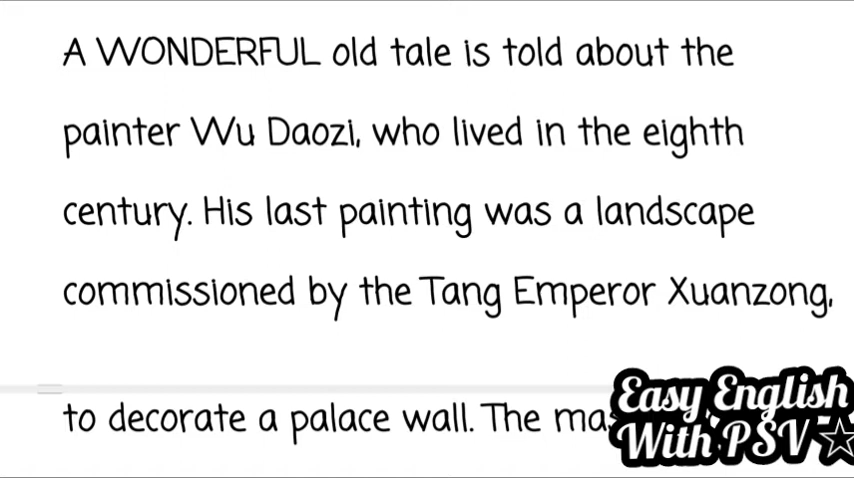 A WONDERFUL old tale is told about the
painter Wu Daozi, who lived in the eighth
century. His last painting was a landscape
commissioned by the Tang Emperor Xuanzong,
to decorate a palace wall. The
Easy English
With PSV ☆